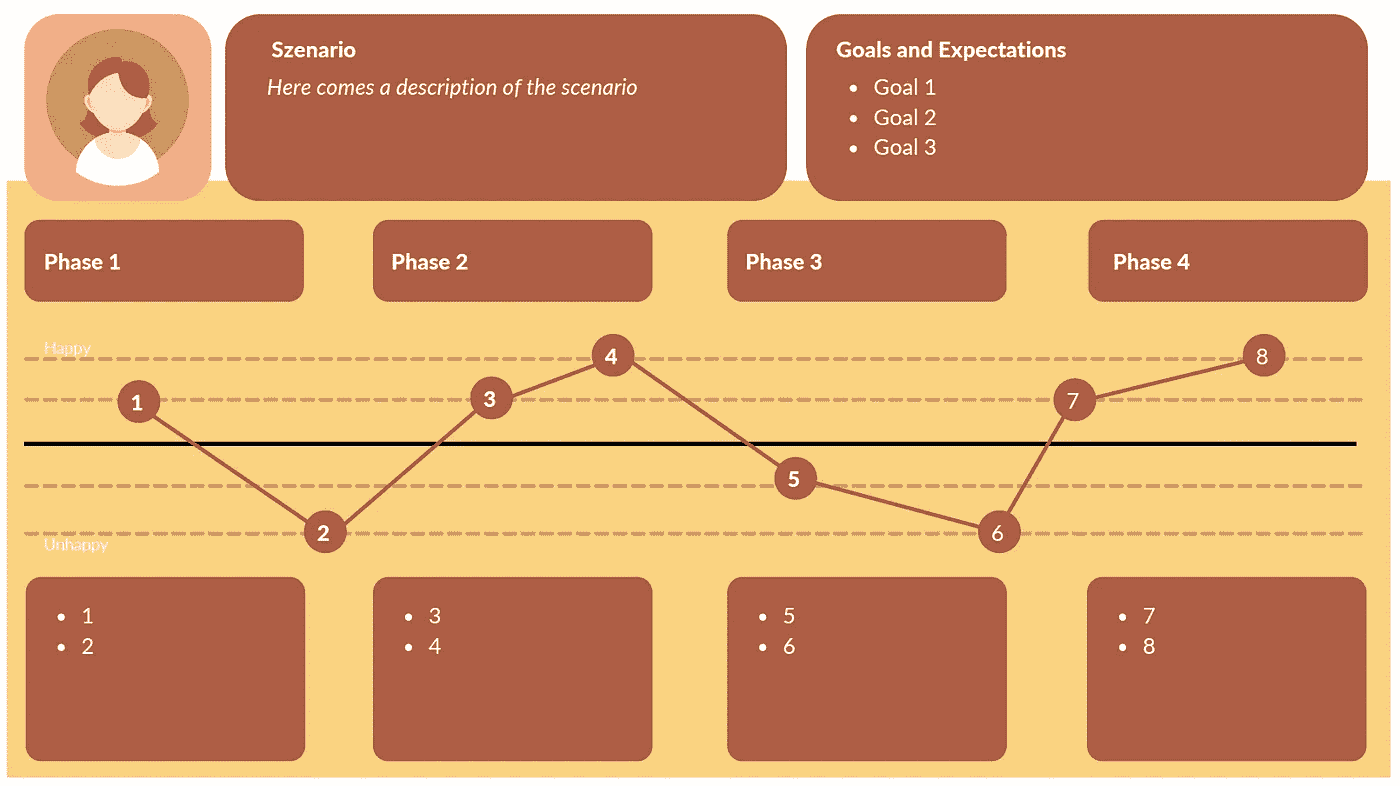 Szenario
Here comes a description of the scenario
Goals and Expectations
• Goal 1
• Goal 2
• Goal 3
Phase 1
Phase 2
Phase 3
Phase 4
Happy
4
8
1
3
7
5
2
6
Unhappy
• 1
• 2
• 3
• 4
• 5
• 6
• 7
• 8